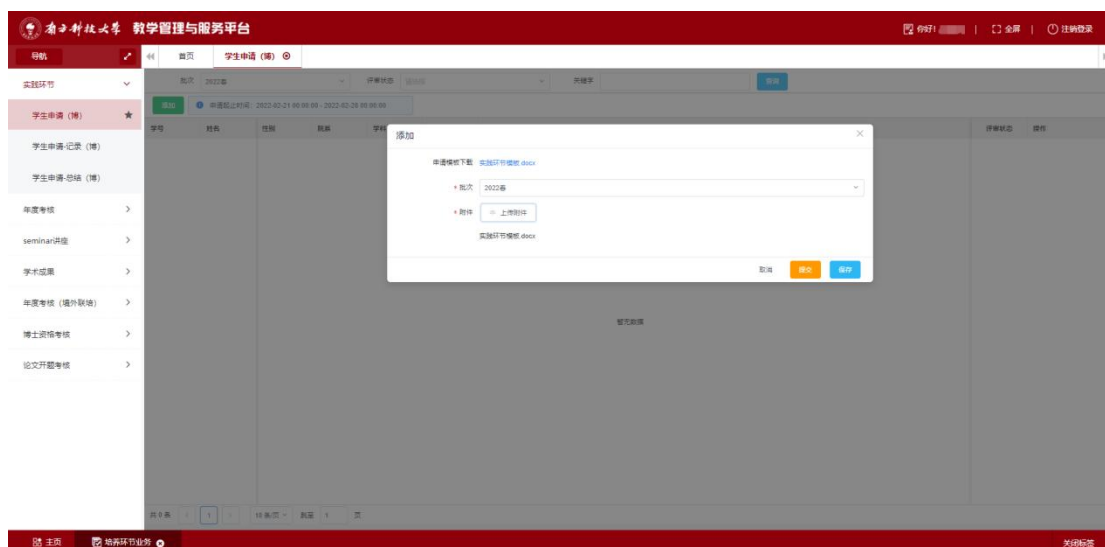 南方科技大学 教学管理与服务平台
你好!
全屏
注销登录
导航
首页
学生申请（博）
实践环节
学生申请（博）
学生申请-记录（博）
学生申请-总结（博）
年度考核
seminar讲座
学术成果
年度考核（境外联培）
博士资格考核
论文开题考核
批次 2022春
评审状态
关键字
查询
添加
申请截止时间：2022-02-21 00:00:00 - 2022-02-28 00:00:00
学号 姓名 性别 院系 学科 评审状态 操作
添加
申请模板下载 实践环节模板.docx
* 批次 2022春
* 附件 上传附件
实践环节模板.docx
取消 提交 保存
暂无数据
共 0 条 1 15 条/页 跳至 1 页
主页
培养环节业务
关闭标签